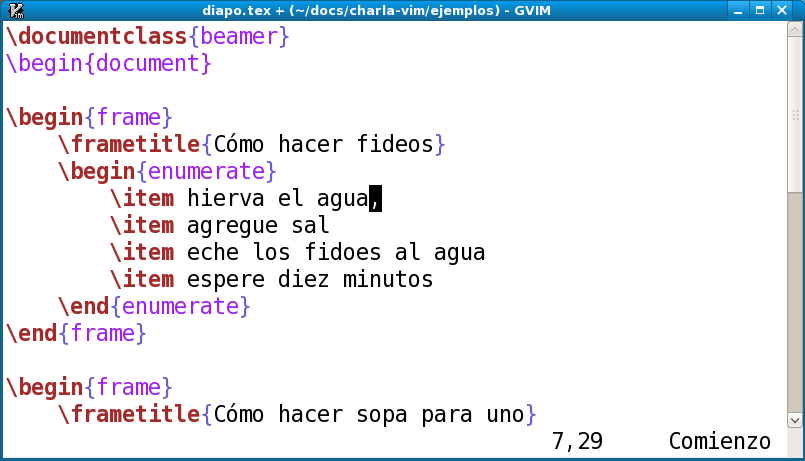 diapo.tex + (~/docs/charla-vim/ejemplos) - GVIM
\documentclass{beamer}
\begin{document}
\begin{frame}
\frametitle{Cómo hacer fideos}
\begin{enumerate}
\item hierva el agua,
\item agregue sal
\item eche los fidoes al agua
\item espere diez minutos
\end{enumerate}
\end{frame}
\begin{frame}
\frametitle{Cómo hacer sopa para uno}
7,29 Comienzo